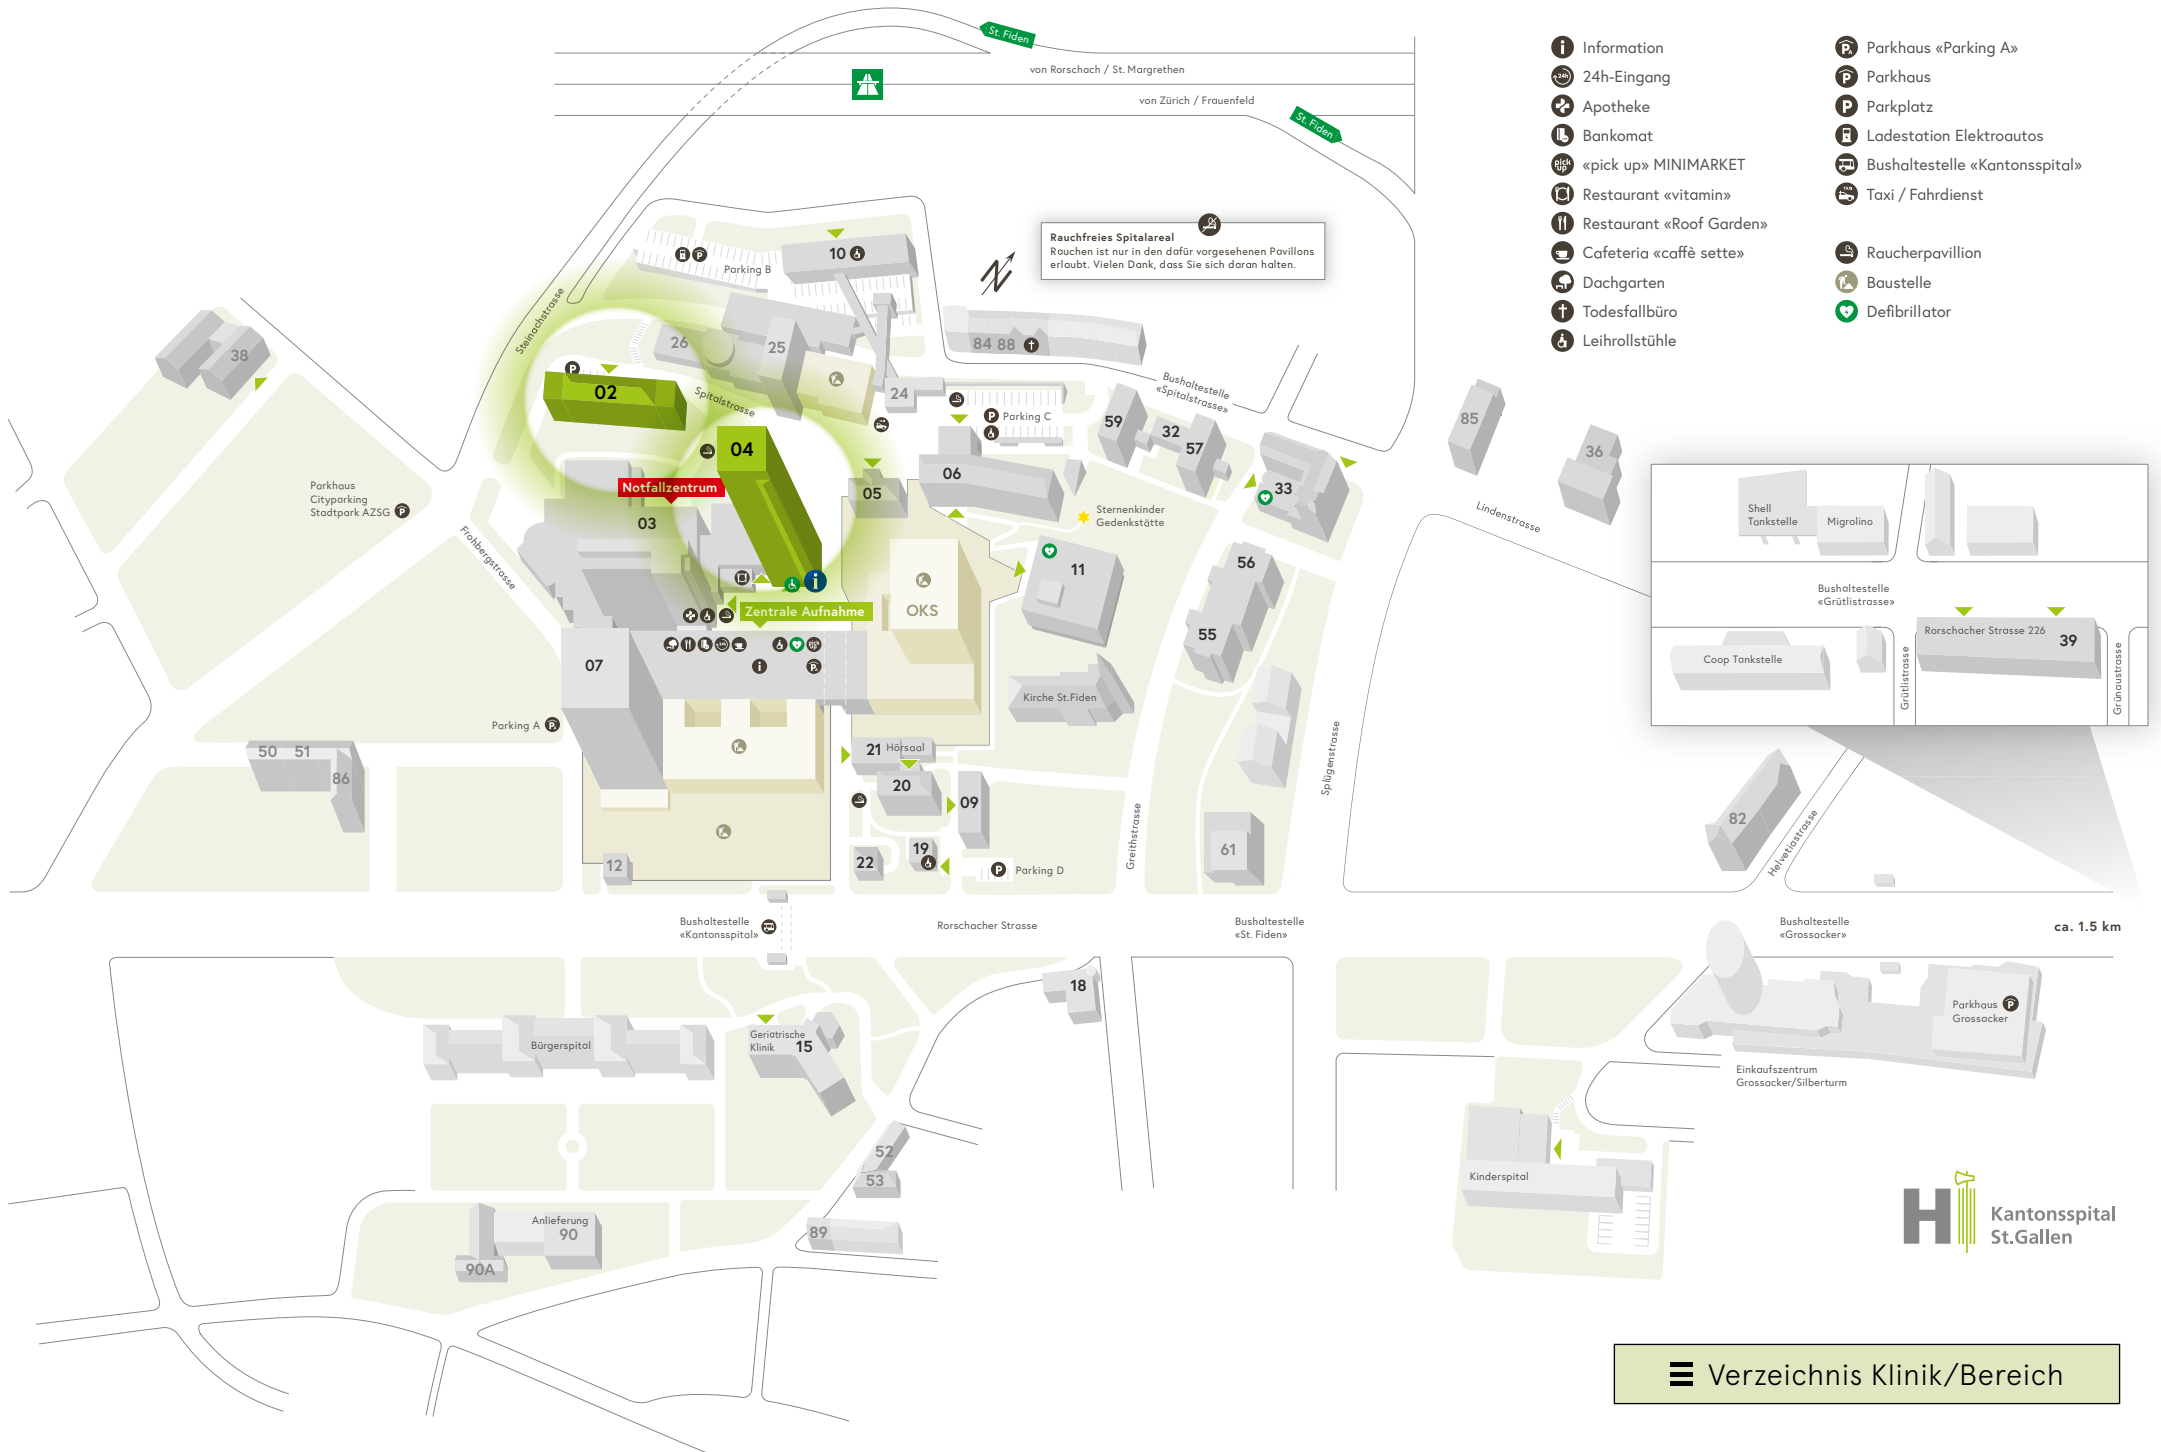 St. Fiden
von Rorschach / St. Margrethen
von Zürich / Frauenfeld
St. Fiden
Information
24h-Eingang
Apotheke
Bankomat
«pick up» MINIMARKET
Restaurant «vitamin»
Restaurant «Roof Garden»
Cafeteria «caffè sette»
Dachgarten
Todesfallbüro
Leihrollstühle
Parkhaus «Parking A»
Parkhaus
Parkplatz
Ladestation Elektroautos
Bushaltestelle «Kantonsspital»
Taxi / Fahrdienst
Raucherpavillion
Baustelle
Defibrillator
Rauchfreies Spitalareal
Rauchen ist nur in den dafür vorgesehenen Pavillons
erlaubt. Vielen Dank, dass Sie sich daran halten.
N
10
Parking B
Steinachstrasse
38
26
25
84 88
02
Spitalstrasse
24
Bushaltestelle
«Spitalstrasse»
Parking C
59
32
57
85
36
04
06
05
33
Notfallzentrum
03
Parkhaus
Cityparking
Stadtpark AZSG
Frohbergstrasse
Sternenkinder
Gedenkstätte
Lindenstrasse
Shell
Tankstelle
Migrolino
Bushaltestelle
«Grütlistrasse»
Rorschacher Strasse 226
39
Coop Tankstelle
Grütlistrasse
Grünaustrasse
11
56
55
OKS
Zentrale Aufnahme
07
Kirche St.Fiden
Parking A
50 51
86
21 Hörsaal
20
09
Splügenstrasse
Greithstrasse
82
Helvetiastrasse
12
22
19
61
Parking D
Bushaltestelle
«Kantonsspital»
Rorschacher Strasse
Bushaltestelle
«St. Fiden»
Bushaltestelle
«Grossacker»
ca. 1.5 km
18
Parkhaus
Grossacker
Bürgerspital
Geriatrische
Klinik
15
Einkaufszentrum
Grossacker/Silberturm
52
53
Kinderspital
Anlieferung
90
90A
89
Kantonsspital
St.Gallen
Verzeichnis Klinik/Bereich